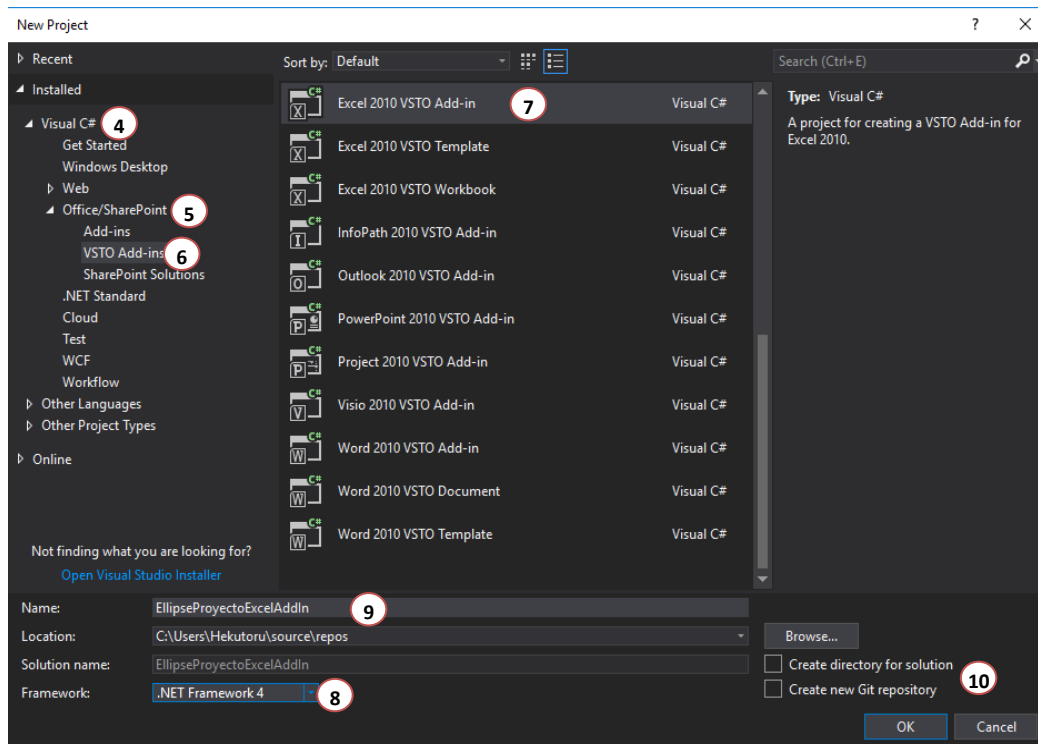 New Project
? ×
Recent
Installed
Visual C#
4
Get Started
Windows Desktop
Web
Office/SharePoint
5
Add-ins
VSTO Add-ins
6
SharePoint Solutions
.NET Standard
Cloud
Test
WCF
Workflow
Other Languages
Other Project Types
Online
Not finding what you are looking for?
Open Visual Studio Installer
Sort by: Default
C# X Excel 2010 VSTO Add-in 7 Visual C#
C# X Excel 2010 VSTO Template Visual C#
C# X Excel 2010 VSTO Workbook Visual C#
C# I InfoPath 2010 VSTO Add-in Visual C#
C# O Outlook 2010 VSTO Add-in Visual C#
C# P PowerPoint 2010 VSTO Add-in Visual C#
C# P Project 2010 VSTO Add-in Visual C#
C# V Visio 2010 VSTO Add-in Visual C#
C# W Word 2010 VSTO Add-in Visual C#
C# W Word 2010 VSTO Document Visual C#
C# W Word 2010 VSTO Template Visual C#
Search (Ctrl+E)
Type: Visual C#
A project for creating a VSTO Add-in for
Excel 2010.
Name: EllipseProyectoExcelAddIn 9
Location: C:\Users\Hekutoru\source\repos Browse...
Solution name: EllipseProyectoExcelAddIn
Framework: .NET Framework 4 8
Create directory for solution
Create new Git repository
10
OK Cancel